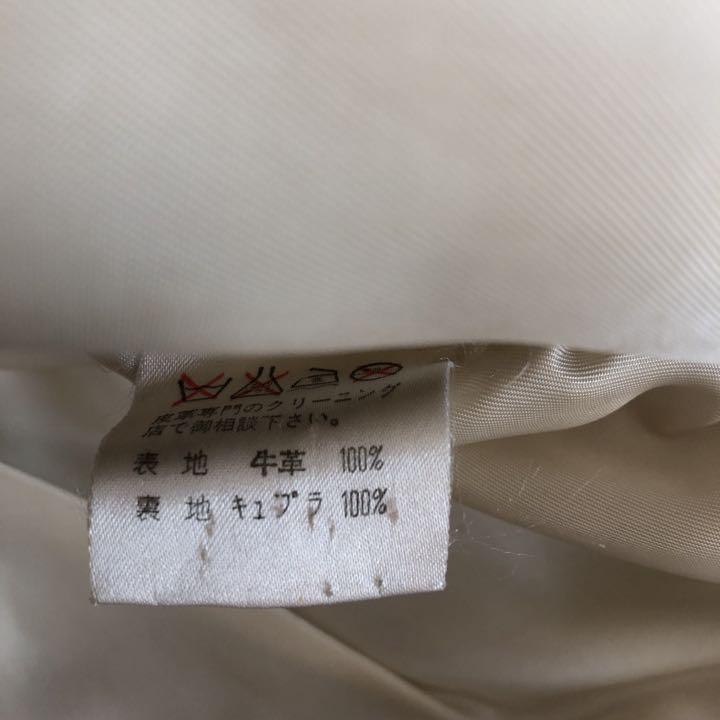 皮革専門のクリーニング
店で御相談下さい。
表地 牛革 100%
裏地 キュプラ 100%